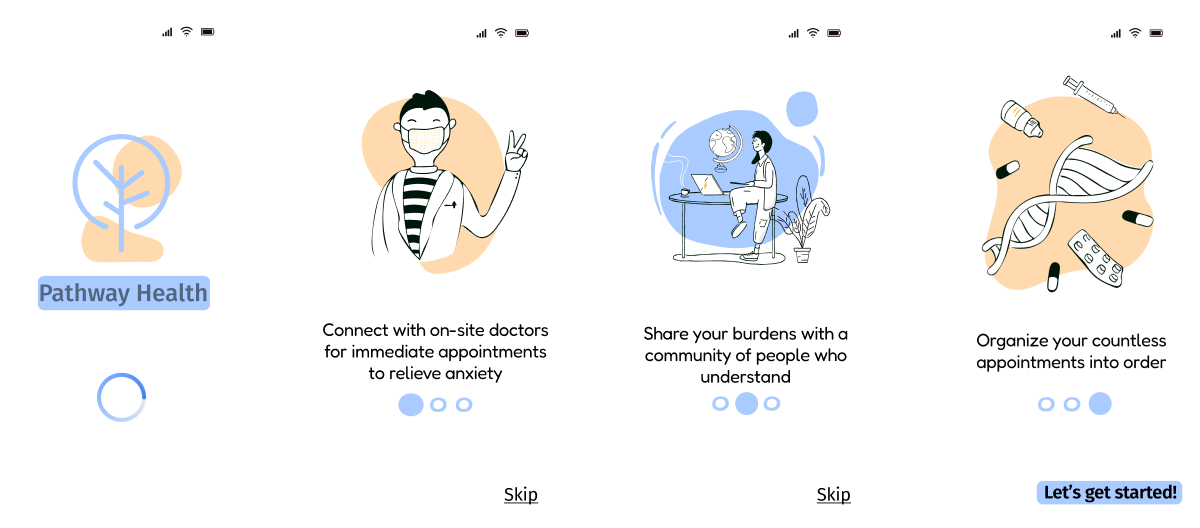 Pathway Health
Connect with on-site doctors
for immediate appointments
to relieve anxiety
Skip
Share your burdens with a
community of people who
understand
Skip
Organize your countless
appointments into order
Let's get started!